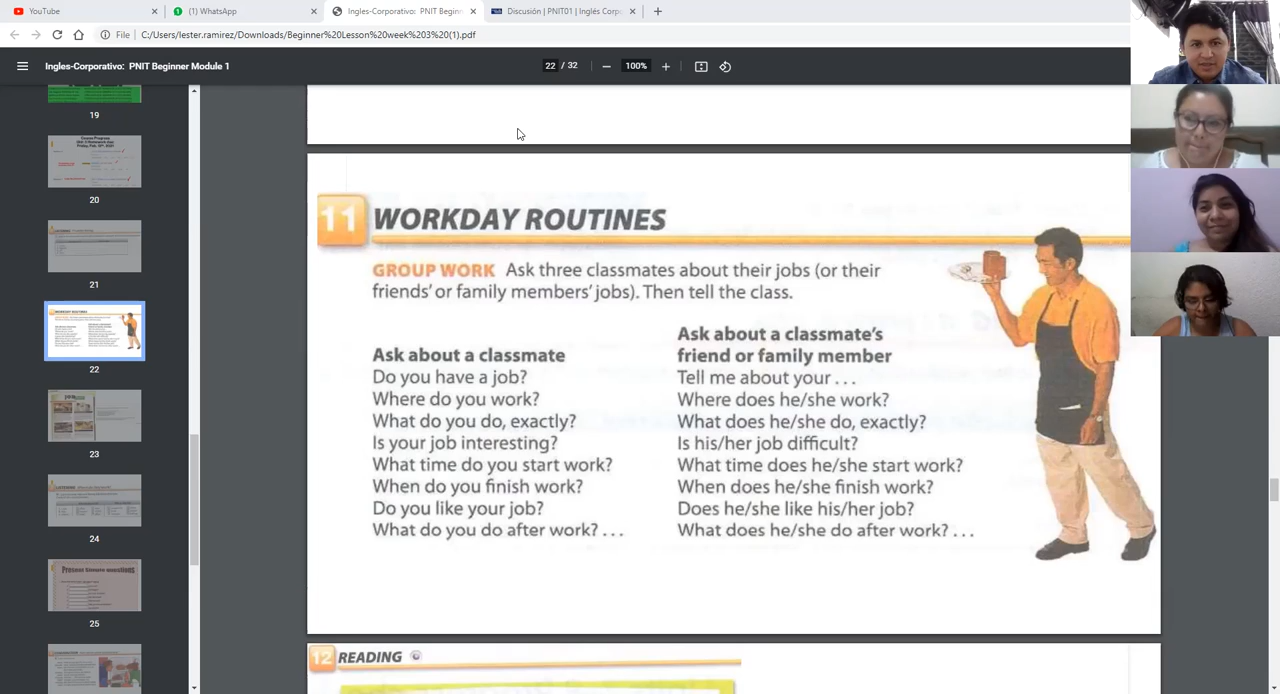 YouTube
(1) WhatsApp
Ingles-Corporativo: PNIT Beginn
Discusión | PNIT01 | Inglés Corp
File
C:/Users/lester.ramirez/Downloads/Beginner%20Lesson%20week%203%20(1).pdf
Ingles-Corporativo: PNIT Beginner Module 1
22 / 32
100%
19
20
21
22
23
24
25
Present Simple questions
11 WORKDAY ROUTINES
GROUP WORK Ask three classmates about their jobs (or their
friends' or family members' jobs). Then tell the class.
Ask about a classmate
Do you have a job?
Where do you work?
What do you do, exactly?
Is your job interesting?
What time do you start work?
When do you finish work?
Do you like your job?
What do you do after work? . . .
Ask about a classmate's
friend or family member
Tell me about your . . .
Where does he/she work?
What does he/she do, exactly?
Is his/her job difficult?
What time does he/she start work?
When does he/she finish work?
Does he/she like his/her job?
What does he/she do after work? . . .
12 READING